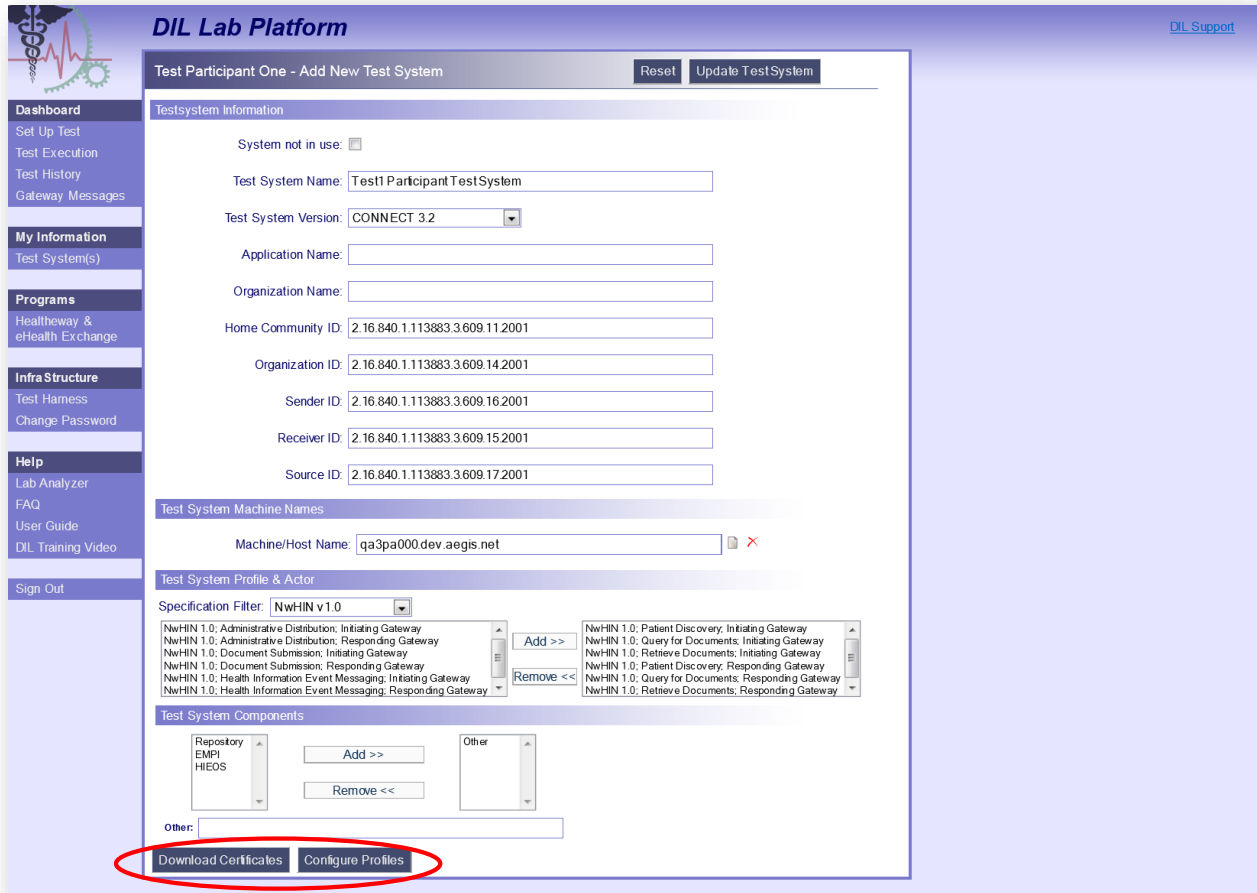 DIL Lab Platform
DIL Support
Test Participant One - Add New Test System
Reset
Update TestSystem
Dashboard
Set Up Test
Test Execution
Test History
Gateway Messages
My Information
Test System(s)
Programs
Healtheway &
eHealth Exchange
InfraStructure
Test Harness
Change Password
Help
Lab Analyzer
FAQ
User Guide
DIL Training Video
Sign Out
Testsystem Information
System not in use:
Test System Name: Test1 Participant Test System
Test System Version: CONNECT 3.2
Application Name:
Organization Name:
Home Community ID: 2.16.840.1.113883.3.609.11.2001
Organization ID: 2.16.840.1.113883.3.609.14.2001
Sender ID: 2.16.840.1.113883.3.609.16.2001
Receiver ID: 2.16.840.1.113883.3.609.15.2001
Source ID: 2.16.840.1.113883.3.609.17.2001
Test System Machine Names
Machine/Host Name: qa3pa000.dev.aegis.net
Test System Profile & Actor
Specification Filter: NwHIN v1.0
NwHIN 1.0; Administrative Distribution; Initiating Gateway
NwHIN 1.0; Administrative Distribution; Responding Gateway
NwHIN 1.0; Document Submission; Initiating Gateway
NwHIN 1.0; Document Submission; Responding Gateway
NwHIN 1.0; Health Information Event Messaging; Initiating Gateway
NwHIN 1.0; Health Information Event Messaging; Responding Gateway
Add >>
Remove <<
NwHIN 1.0; Patient Discovery; Initiating Gateway
NwHIN 1.0; Query for Documents; Initiating Gateway
NwHIN 1.0; Retrieve Documents; Initiating Gateway
NwHIN 1.0; Patient Discovery; Responding Gateway
NwHIN 1.0; Query for Documents; Responding Gateway
NwHIN 1.0; Retrieve Documents; Responding Gateway
Test System Components
Repository
EMPI
HIEOS
Add >>
Remove <<
Other
Other:
Download Certificates
Configure Profiles